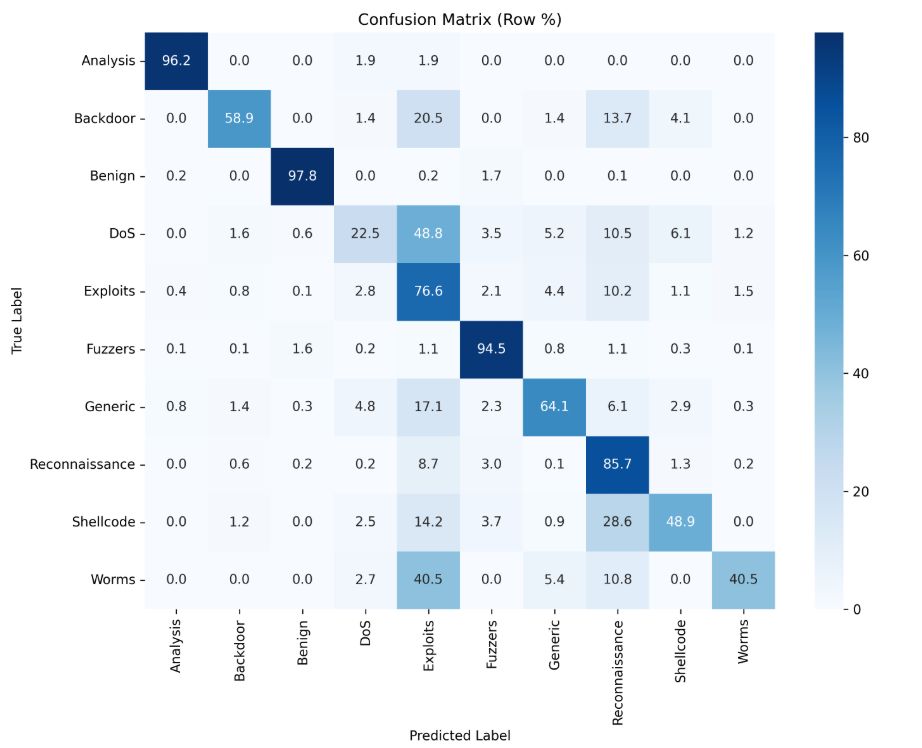 Confusion Matrix (Row %)
Analysis 96.2 0.0 0.0 1.9 1.9 0.0 0.0 0.0 0.0 0.0
Backdoor 0.0 58.9 0.0 1.4 20.5 0.0 1.4 13.7 4.1 0.0
Benign 0.2 0.0 97.8 0.0 0.2 1.7 0.0 0.1 0.0 0.0
DoS 0.0 1.6 0.6 22.5 48.8 3.5 5.2 10.5 6.1 1.2
Exploits 0.4 0.8 0.1 2.8 76.6 2.1 4.4 10.2 1.1 1.5
Fuzzers 0.1 0.1 1.6 0.2 1.1 94.5 0.8 1.1 0.3 0.1
Generic 0.8 1.4 0.3 4.8 17.1 2.3 64.1 6.1 2.9 0.3
Reconnaissance 0.0 0.6 0.2 0.2 8.7 3.0 0.1 85.7 1.3 0.2
Shellcode 0.0 1.2 0.0 2.5 14.2 3.7 0.9 28.6 48.9 0.0
Worms 0.0 0.0 0.0 2.7 40.5 0.0 5.4 10.8 0.0 40.5
Analysis Backdoor Benign DoS Exploits Fuzzers Generic Reconnaissance Shellcode Worms
Predicted Label
True Label
80
60
40
20
0